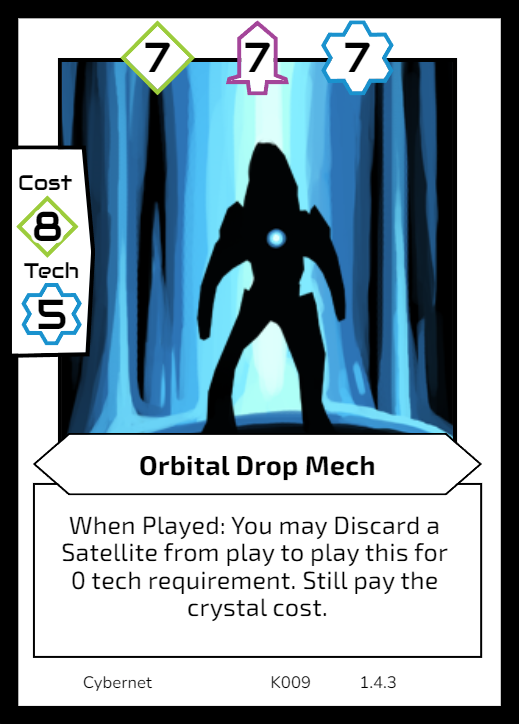 7 7 7
Cost
8
Tech
5
Orbital Drop Mech
When Played: You may Discard a
Satellite from play to play this for
0 tech requirement. Still pay the
crystal cost.
Cybernet K009 1.4.3